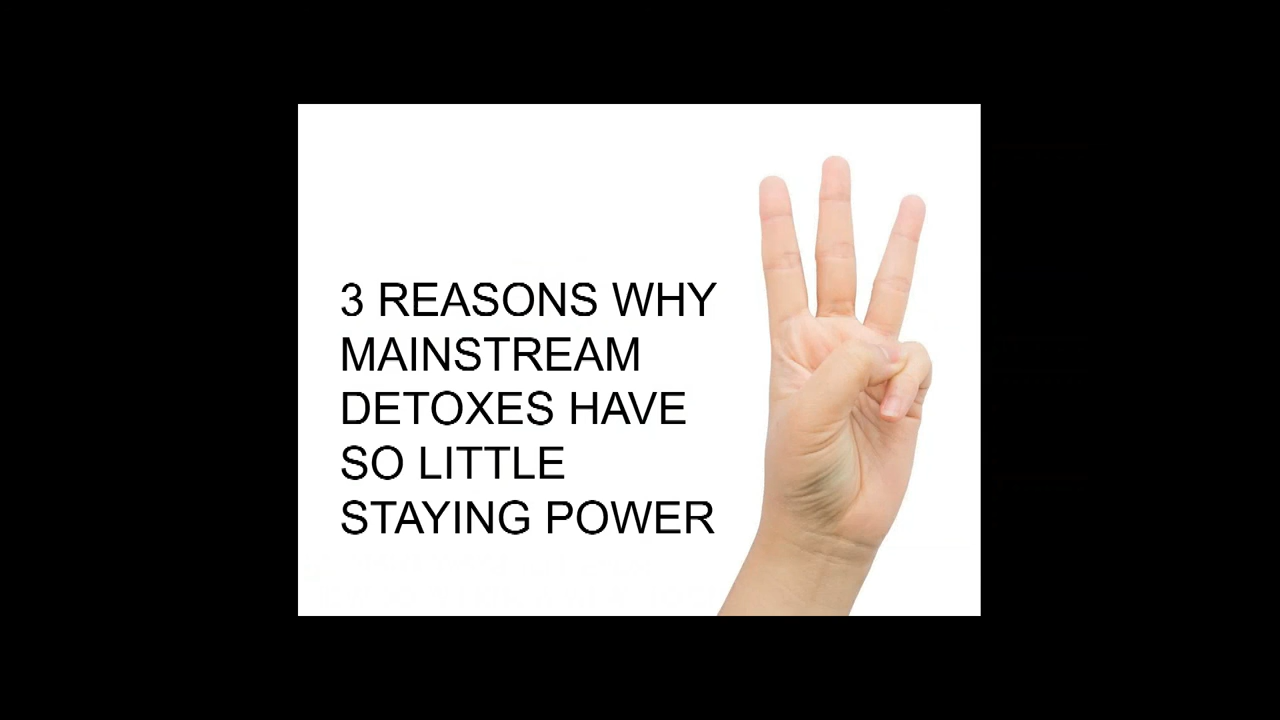 3 REASONS WHY
MAINSTREAM
DETOXES HAVE
SO LITTLE
STAYING POWER